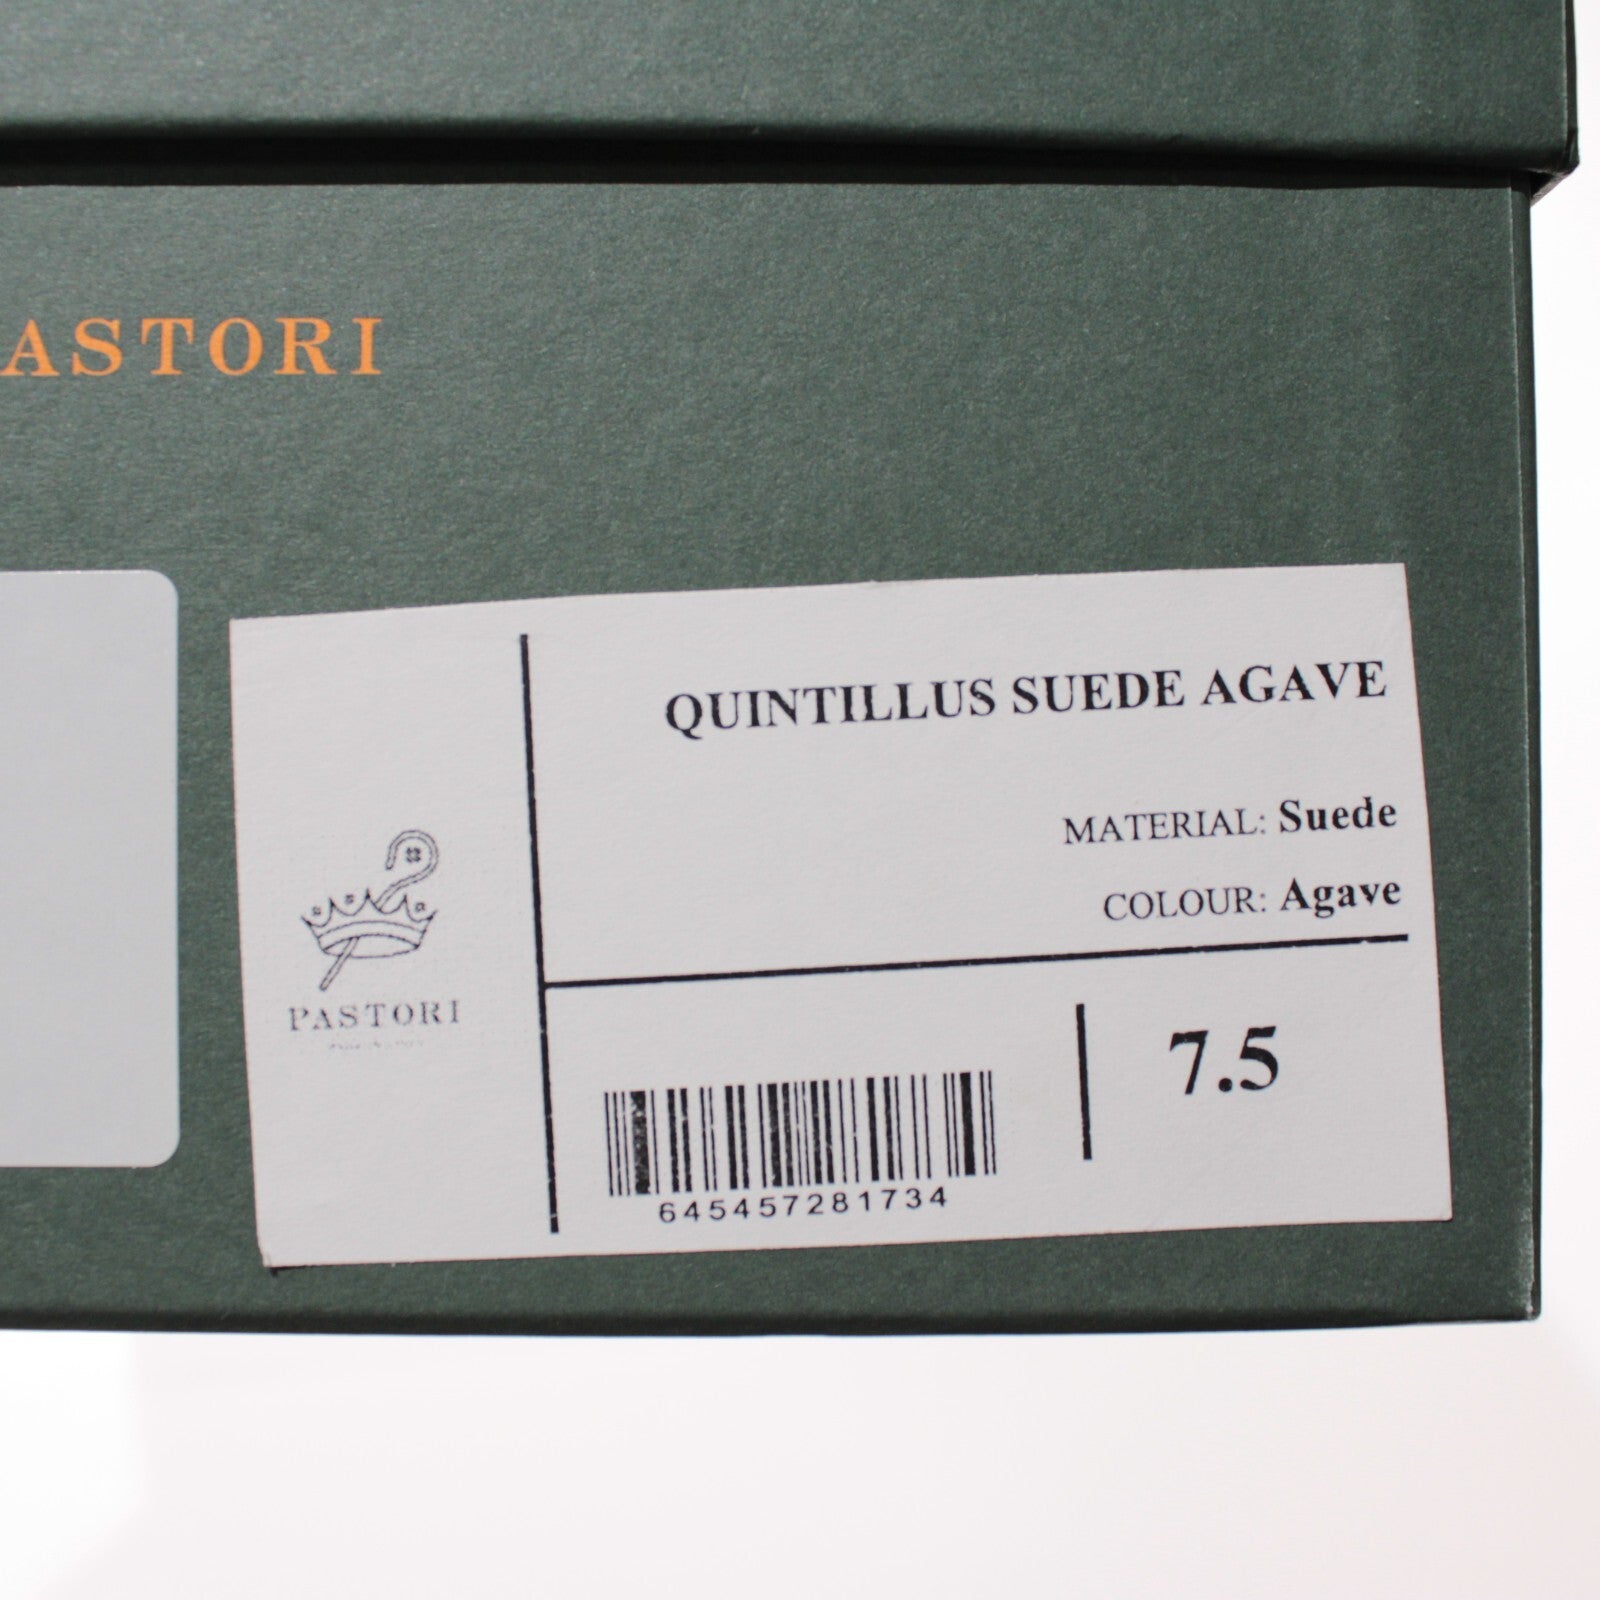 ASTORI
QUINTILLUS SUEDE AGAVE
MATERIAL: Suede
COLOUR: Agave
PASTORI
7.5
645457281734